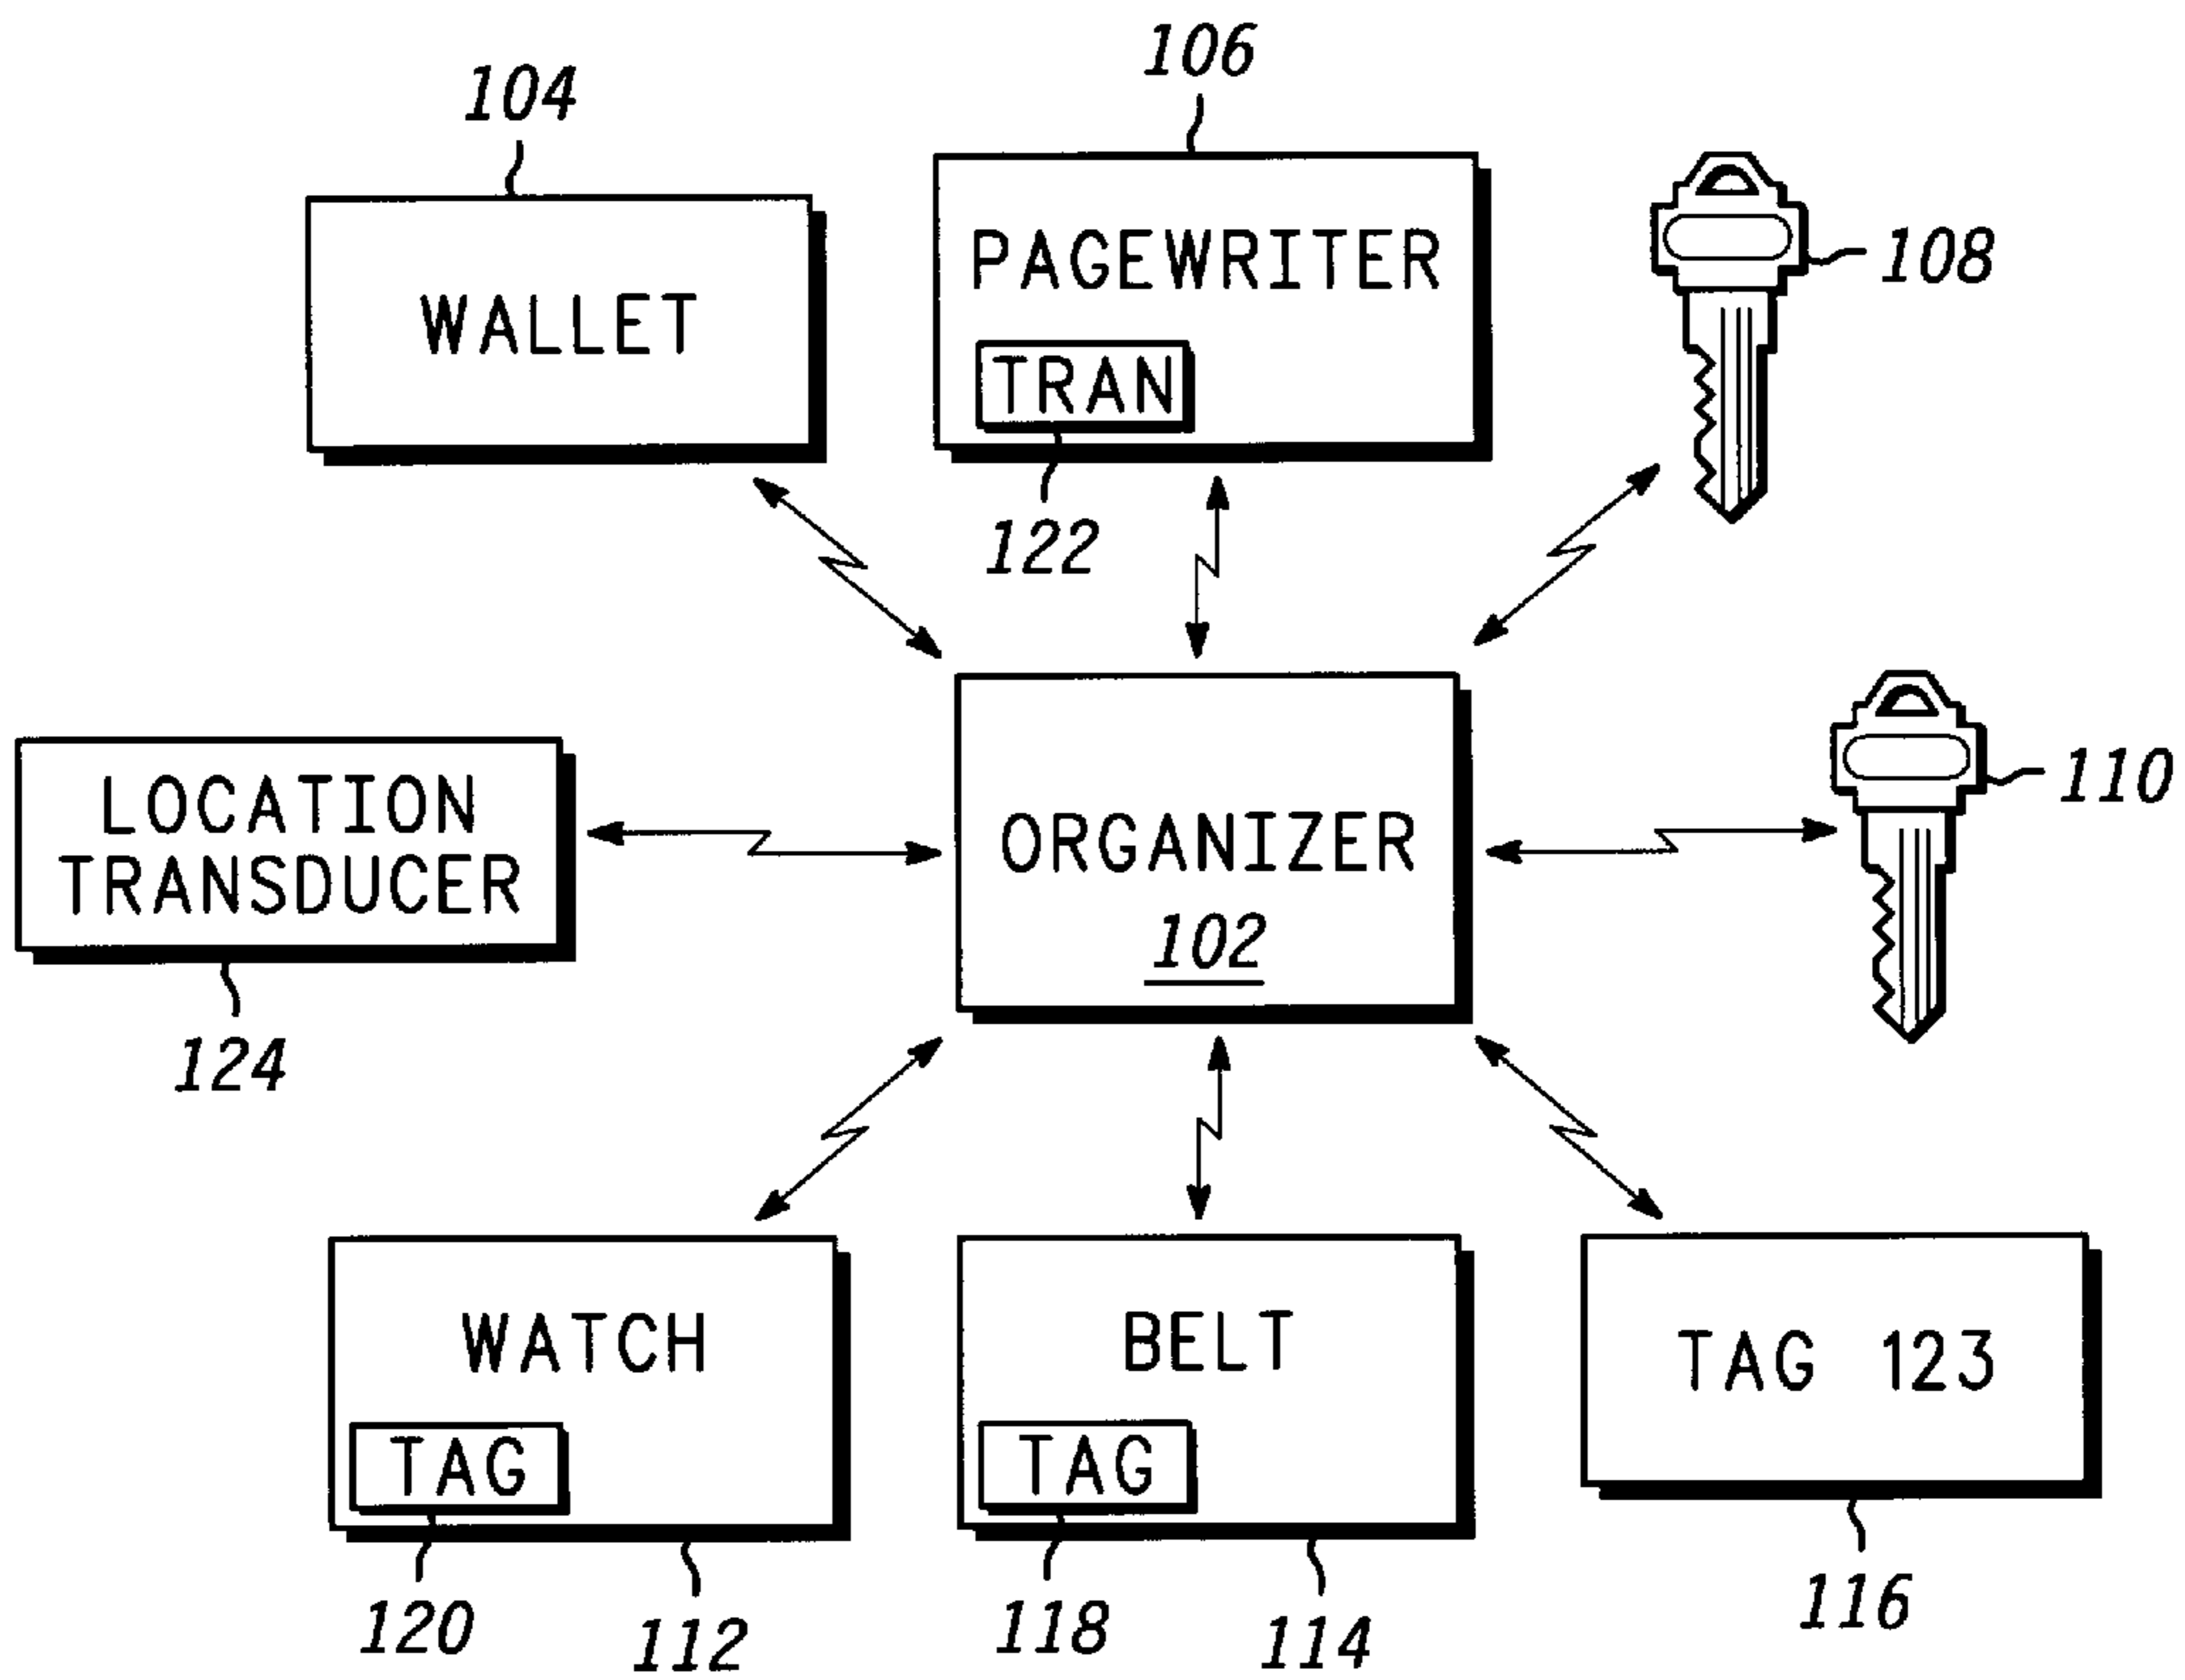 106
104
PAGEWRITER
108
WALLET
TRAN
122
LOCATION
TRANSDUCER
ORGANIZER
102
110
124
WATCH
BELT
TAG 123
TAG
TAG
120
112
118
114
116